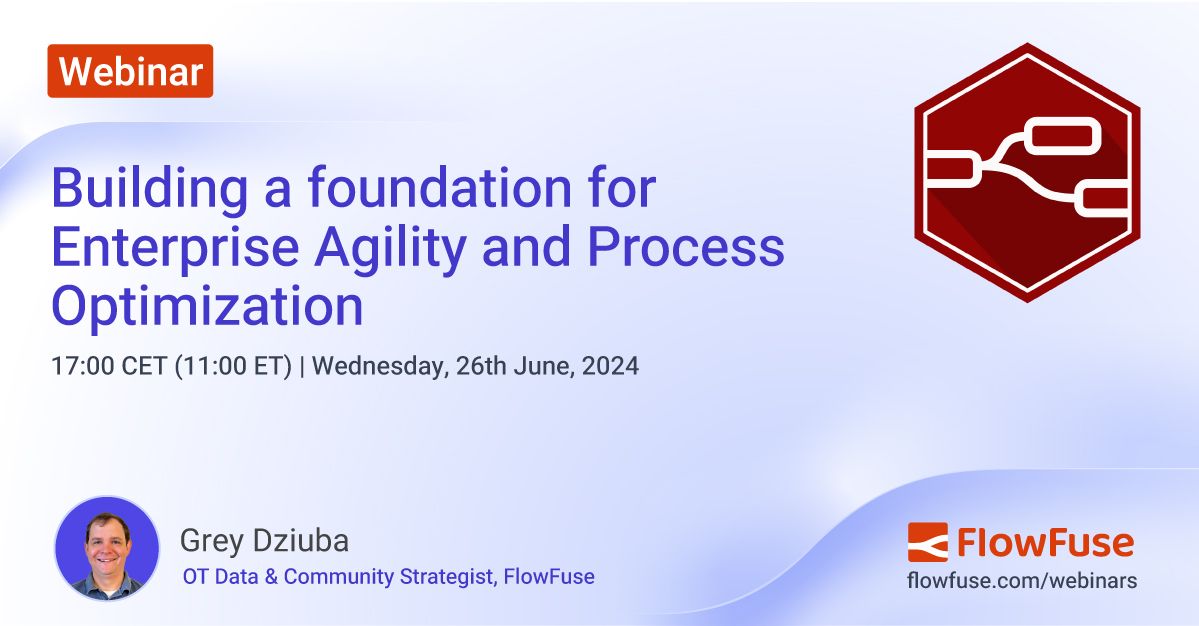 Webinar
Building a foundation for
Enterprise Agility and Process
Optimization
17:00 CET (11:00 ET) | Wednesday, 26th June, 2024
Grey Dziuba
OT Data & Community Strategist, FlowFuse
FlowFuse
flowfuse.com/webinars